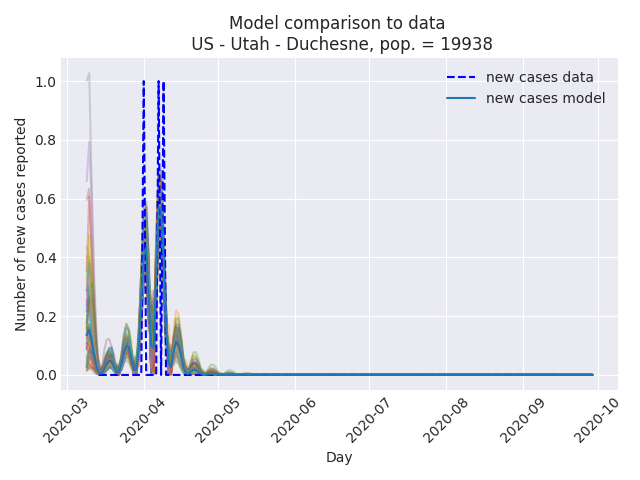 Model comparison to data
US - Utah - Duchesne, pop. = 19938
new cases data
new cases model
Number of new cases reported
1.0
0.8
0.6
0.4
0.2
0.0
2020-03
2020-04
2020-05
2020-06
2020-07
2020-08
2020-09
2020-10
Day